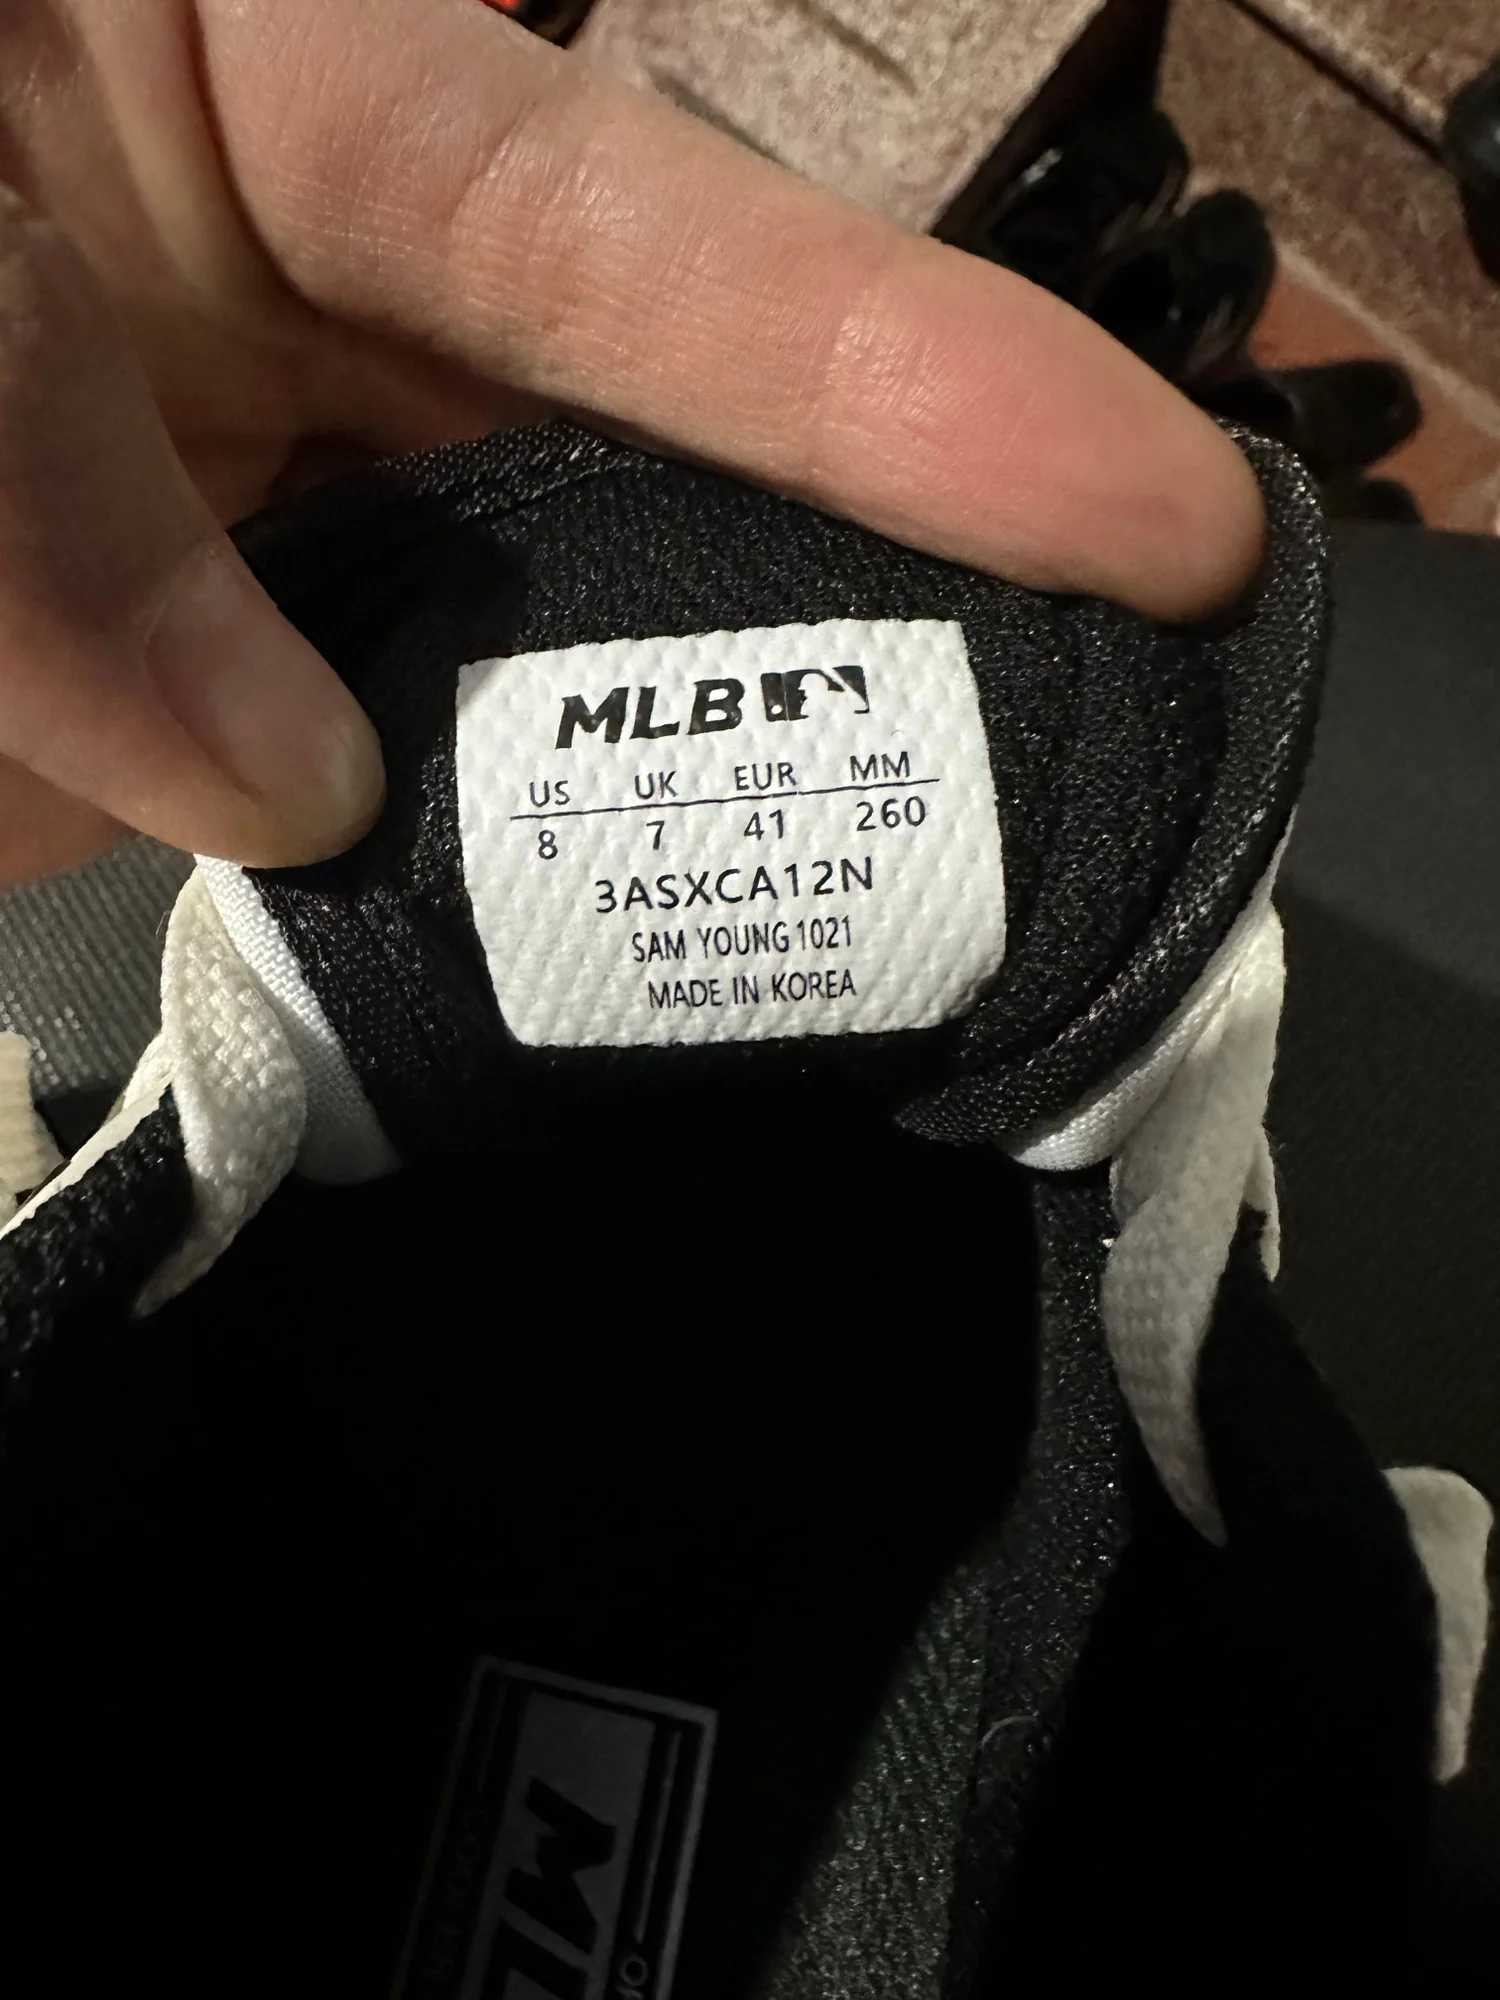 MLB
US UK EUR MM
8 7 41 260
3ASXCA12N
SAM YOUNG 1021
MADE IN KOREA